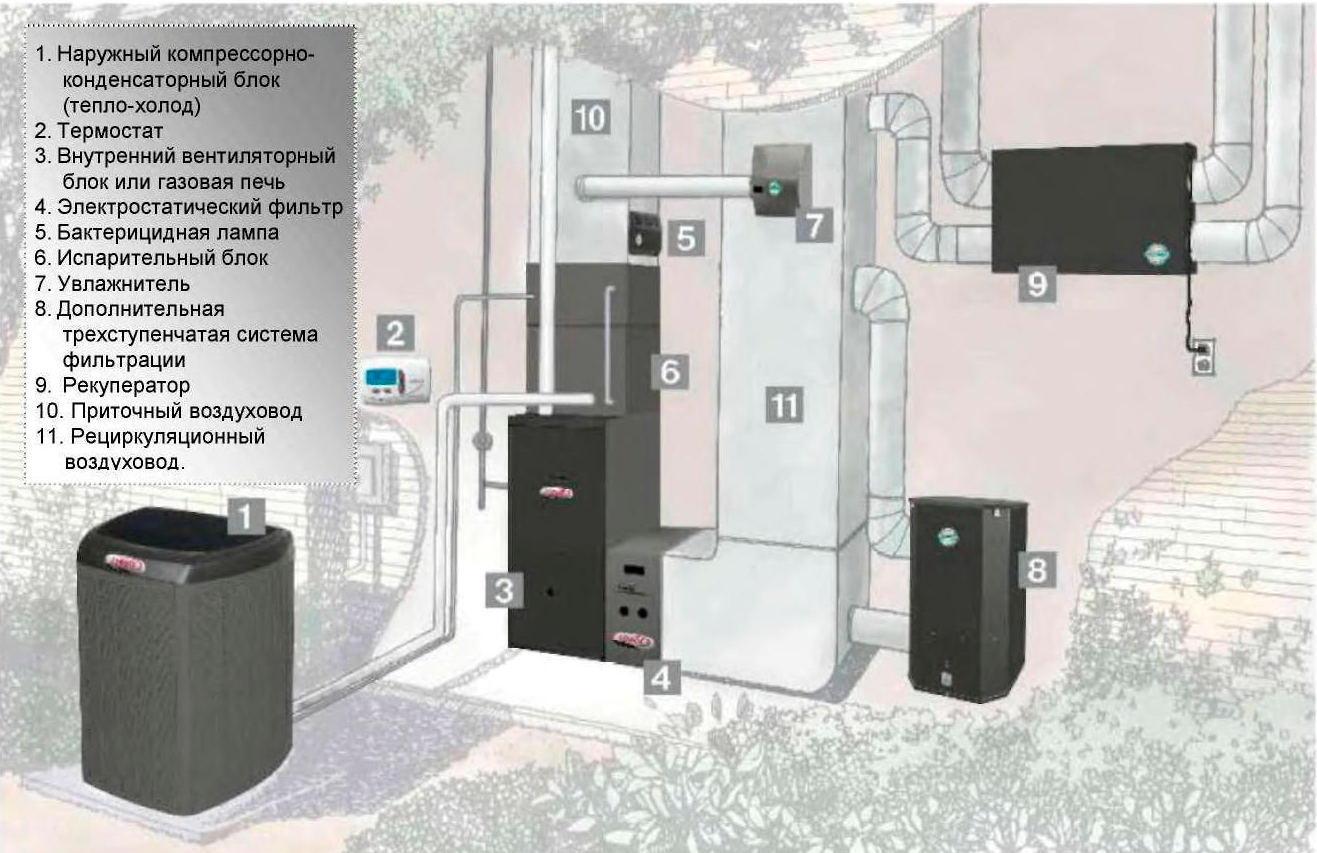 1. Наружный компрессорно-
конденсаторный блок
(тепло-холод)
2. Термостат
3. Внутренний вентиляторный
блок или газовая печь
4. Электростатический фильтр
5. Бактерицидная лампа
6. Испарительный блок
7. Увлажнитель
8. Дополнительная
трехступенчатая система
фильтрации
9. Рекуператор
10. Приточный воздуховод
11. Рециркуляционный
воздуховод.
10
7
5
9
2
6
11
1
3
8
4